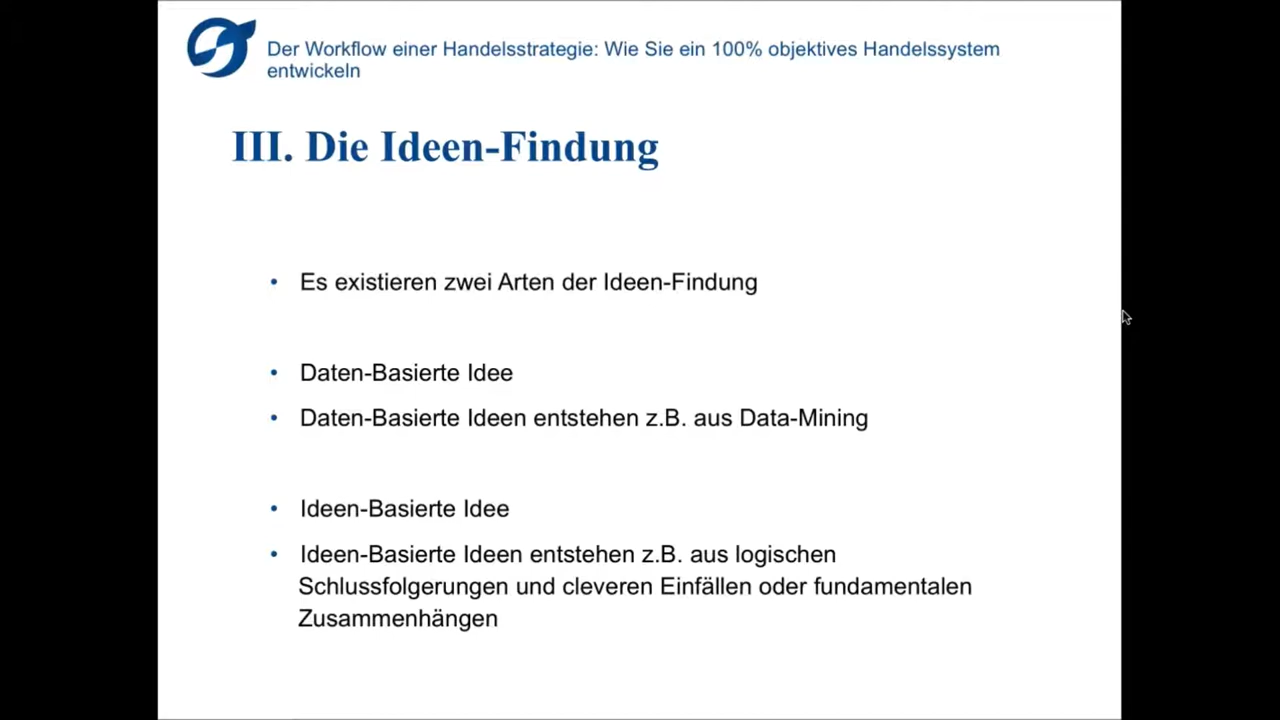 Der Workflow einer Handelsstrategie: Wie Sie ein 100% objektives Handelssystem
entwickeln
III. Die Ideen-Findung
• Es existieren zwei Arten der Ideen-Findung
• Daten-Basierte Idee
• Daten-Basierte Ideen entstehen z.B. aus Data-Mining
• Ideen-Basierte Idee
• Ideen-Basierte Ideen entstehen z.B. aus logischen
Schlussfolgerungen und cleveren Einfällen oder fundamentalen
Zusammenhängen